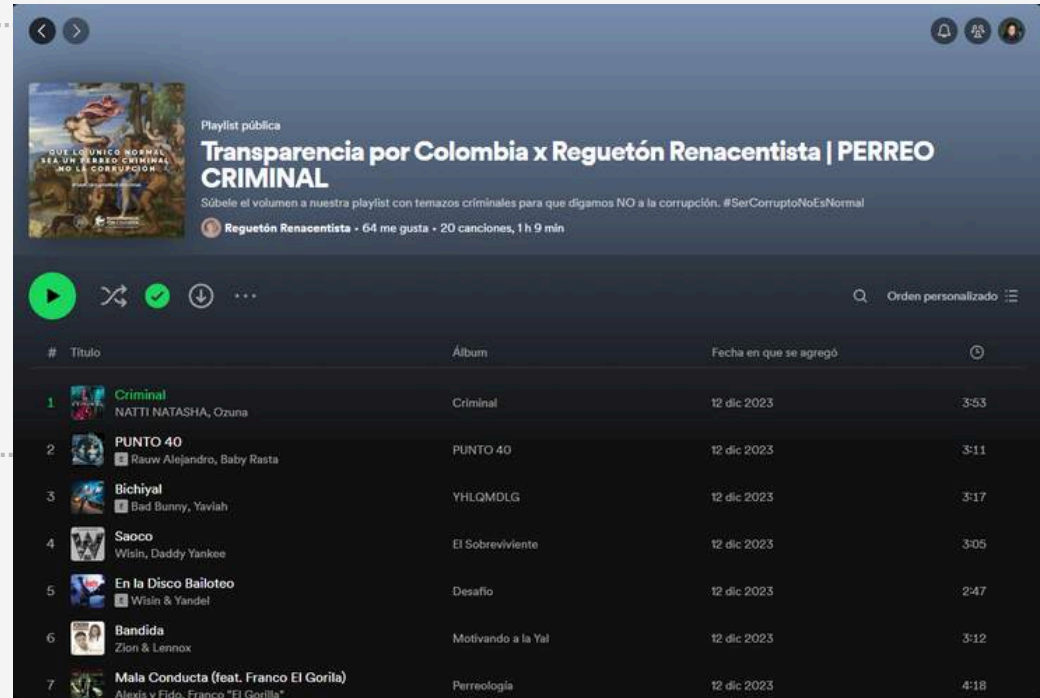 QUE LO ÚNICO NORMAL
SEA UN PERREO CRIMINAL
NO LA CORRUPCIÓN
Playlist pública
Transparencia por Colombia x Reguetón Renacentista | PERREO
CRIMINAL
Súbele el volumen a nuestra playlist con temazos criminales para que digamos NO a la corrupción. #SerCorruptoNoEsNormal
Reguetón Renacentista • 64 me gusta • 20 canciones, 1 h 9 min
Orden personalizado
# Título Álbum Fecha en que se agregó
1 Criminal Criminal 12 dic 2023 3:53
NATTI NATASHA, Ozuna
2 PUNTO 40 PUNTO 40 12 dic 2023 3:11
E Rauw Alejandro, Baby Rasta
3 Bichiyal YHLQMDLG 12 dic 2023 3:17
E Bad Bunny, Yaviah
4 Saoco El Sobreviviente 12 dic 2023 3:05
Wisin, Daddy Yankee
5 En la Disco Bailoteo Desafío 12 dic 2023 2:47
E Wisin & Yandel
6 Bandida Motivando a la Yal 12 dic 2023 3:12
Zion & Lennox
7 Mala Conducta (feat. Franco El Gorila) Perreología 12 dic 2023 4:18
Alexis y Fido, Franco "El Gorilla"